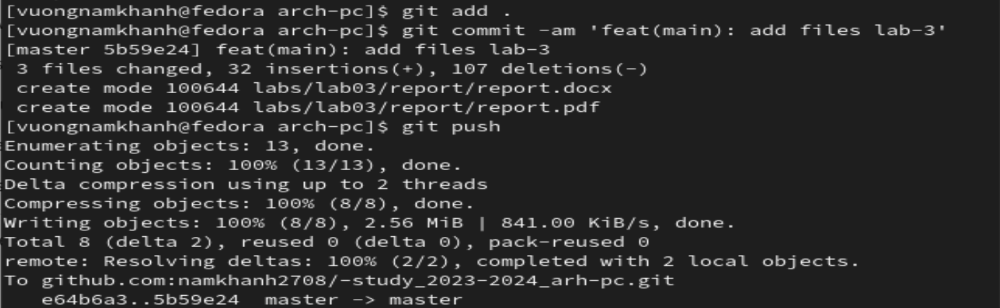 [vuongnamkhanh@fedora arch-pc]$ git add .
[vuongnamkhanh@fedora arch-pc]$ git commit -am 'feat(main): add files lab-3'
[master 5b59e24] feat(main): add files lab-3
 3 files changed, 32 insertions(+), 107 deletions(-)
 create mode 100644 labs/lab03/report/report.docx
 create mode 100644 labs/lab03/report/report.pdf
[vuongnamkhanh@fedora arch-pc]$ git push
Enumerating objects: 13, done.
Counting objects: 100% (13/13), done.
Delta compression using up to 2 threads
Compressing objects: 100% (8/8), done.
Writing objects: 100% (8/8), 2.56 MiB | 841.00 KiB/s, done.
Total 8 (delta 2), reused 0 (delta 0), pack-reused 0
remote: Resolving deltas: 100% (2/2), completed with 2 local objects.
To github.com:namkhanh2708/-study_2023-2024_arh-pc.git
   e64b6a3..5b59e24  master -> master